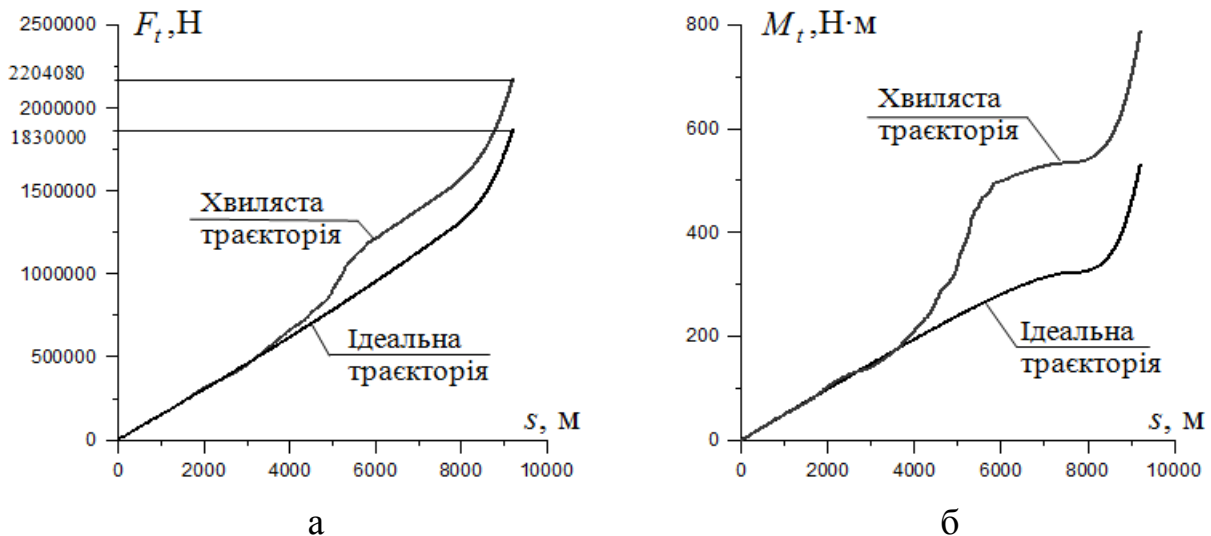 F_t ,Н
2500000
2204080
2000000
1830000
1500000
1000000
500000
0
Хвиляста
траєкторія
Ідеальна
траєкторія
s, м
0 2000 4000 6000 8000 10000
а
M_t ,Н·м
800
600
400
200
0
Хвиляста
траєкторія
Ідеальна
траєкторія
s, м
0 2000 4000 6000 8000 10000
б